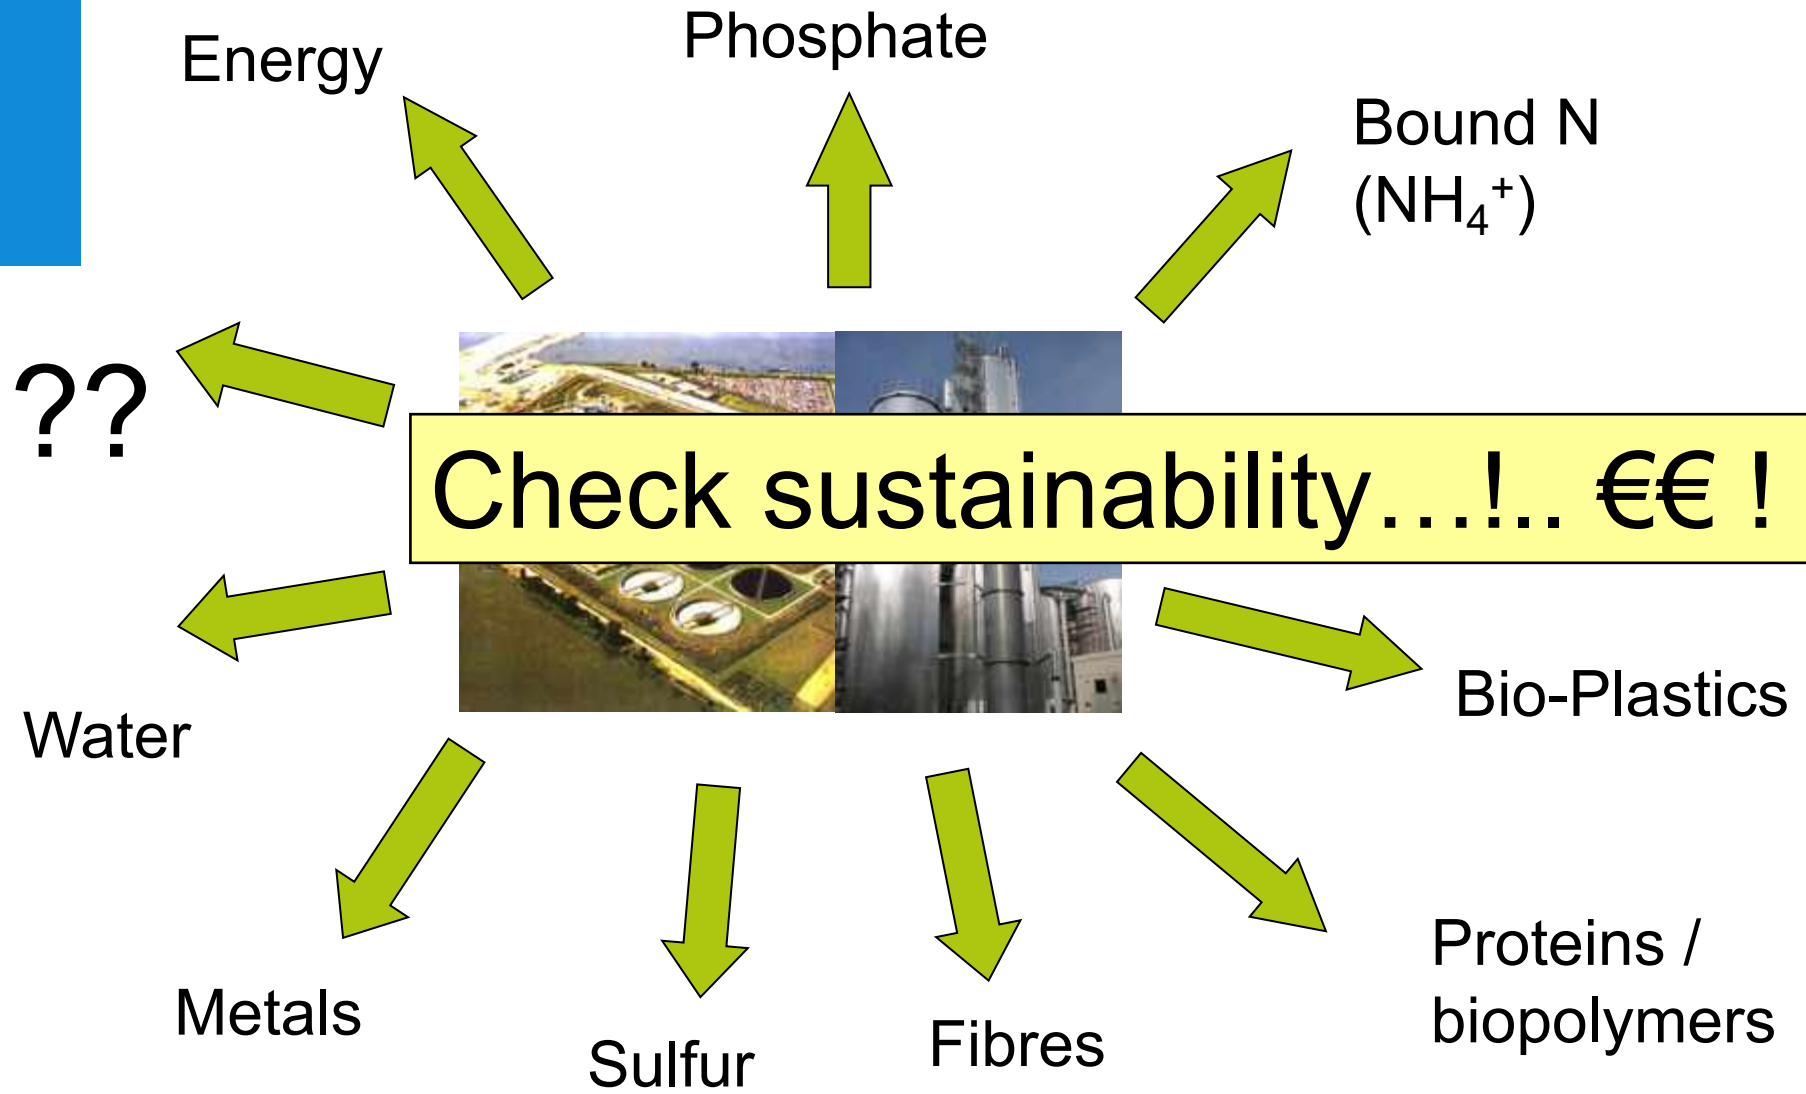 Energy
Phosphate
Bound N
(NH₄⁺)
??
Check sustainability…!.. €€ !
Water
Bio-Plastics
Metals
Sulfur
Fibres
Proteins /
biopolymers